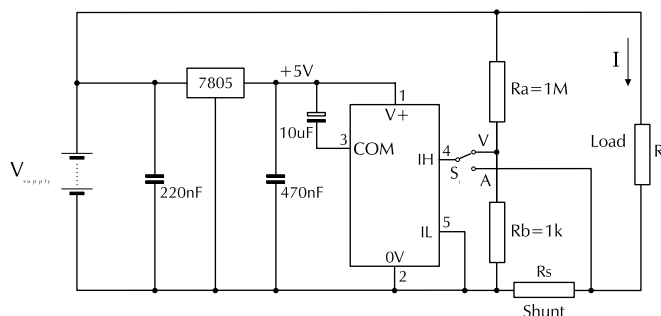 7805
+5V
I
1
V+
Ra=1M
10uF
3
COM
IH
4
V
S
A
Load
R
V
supply
220nF
470nF
IL
5
Rb=1k
0V
2
Rs
Shunt